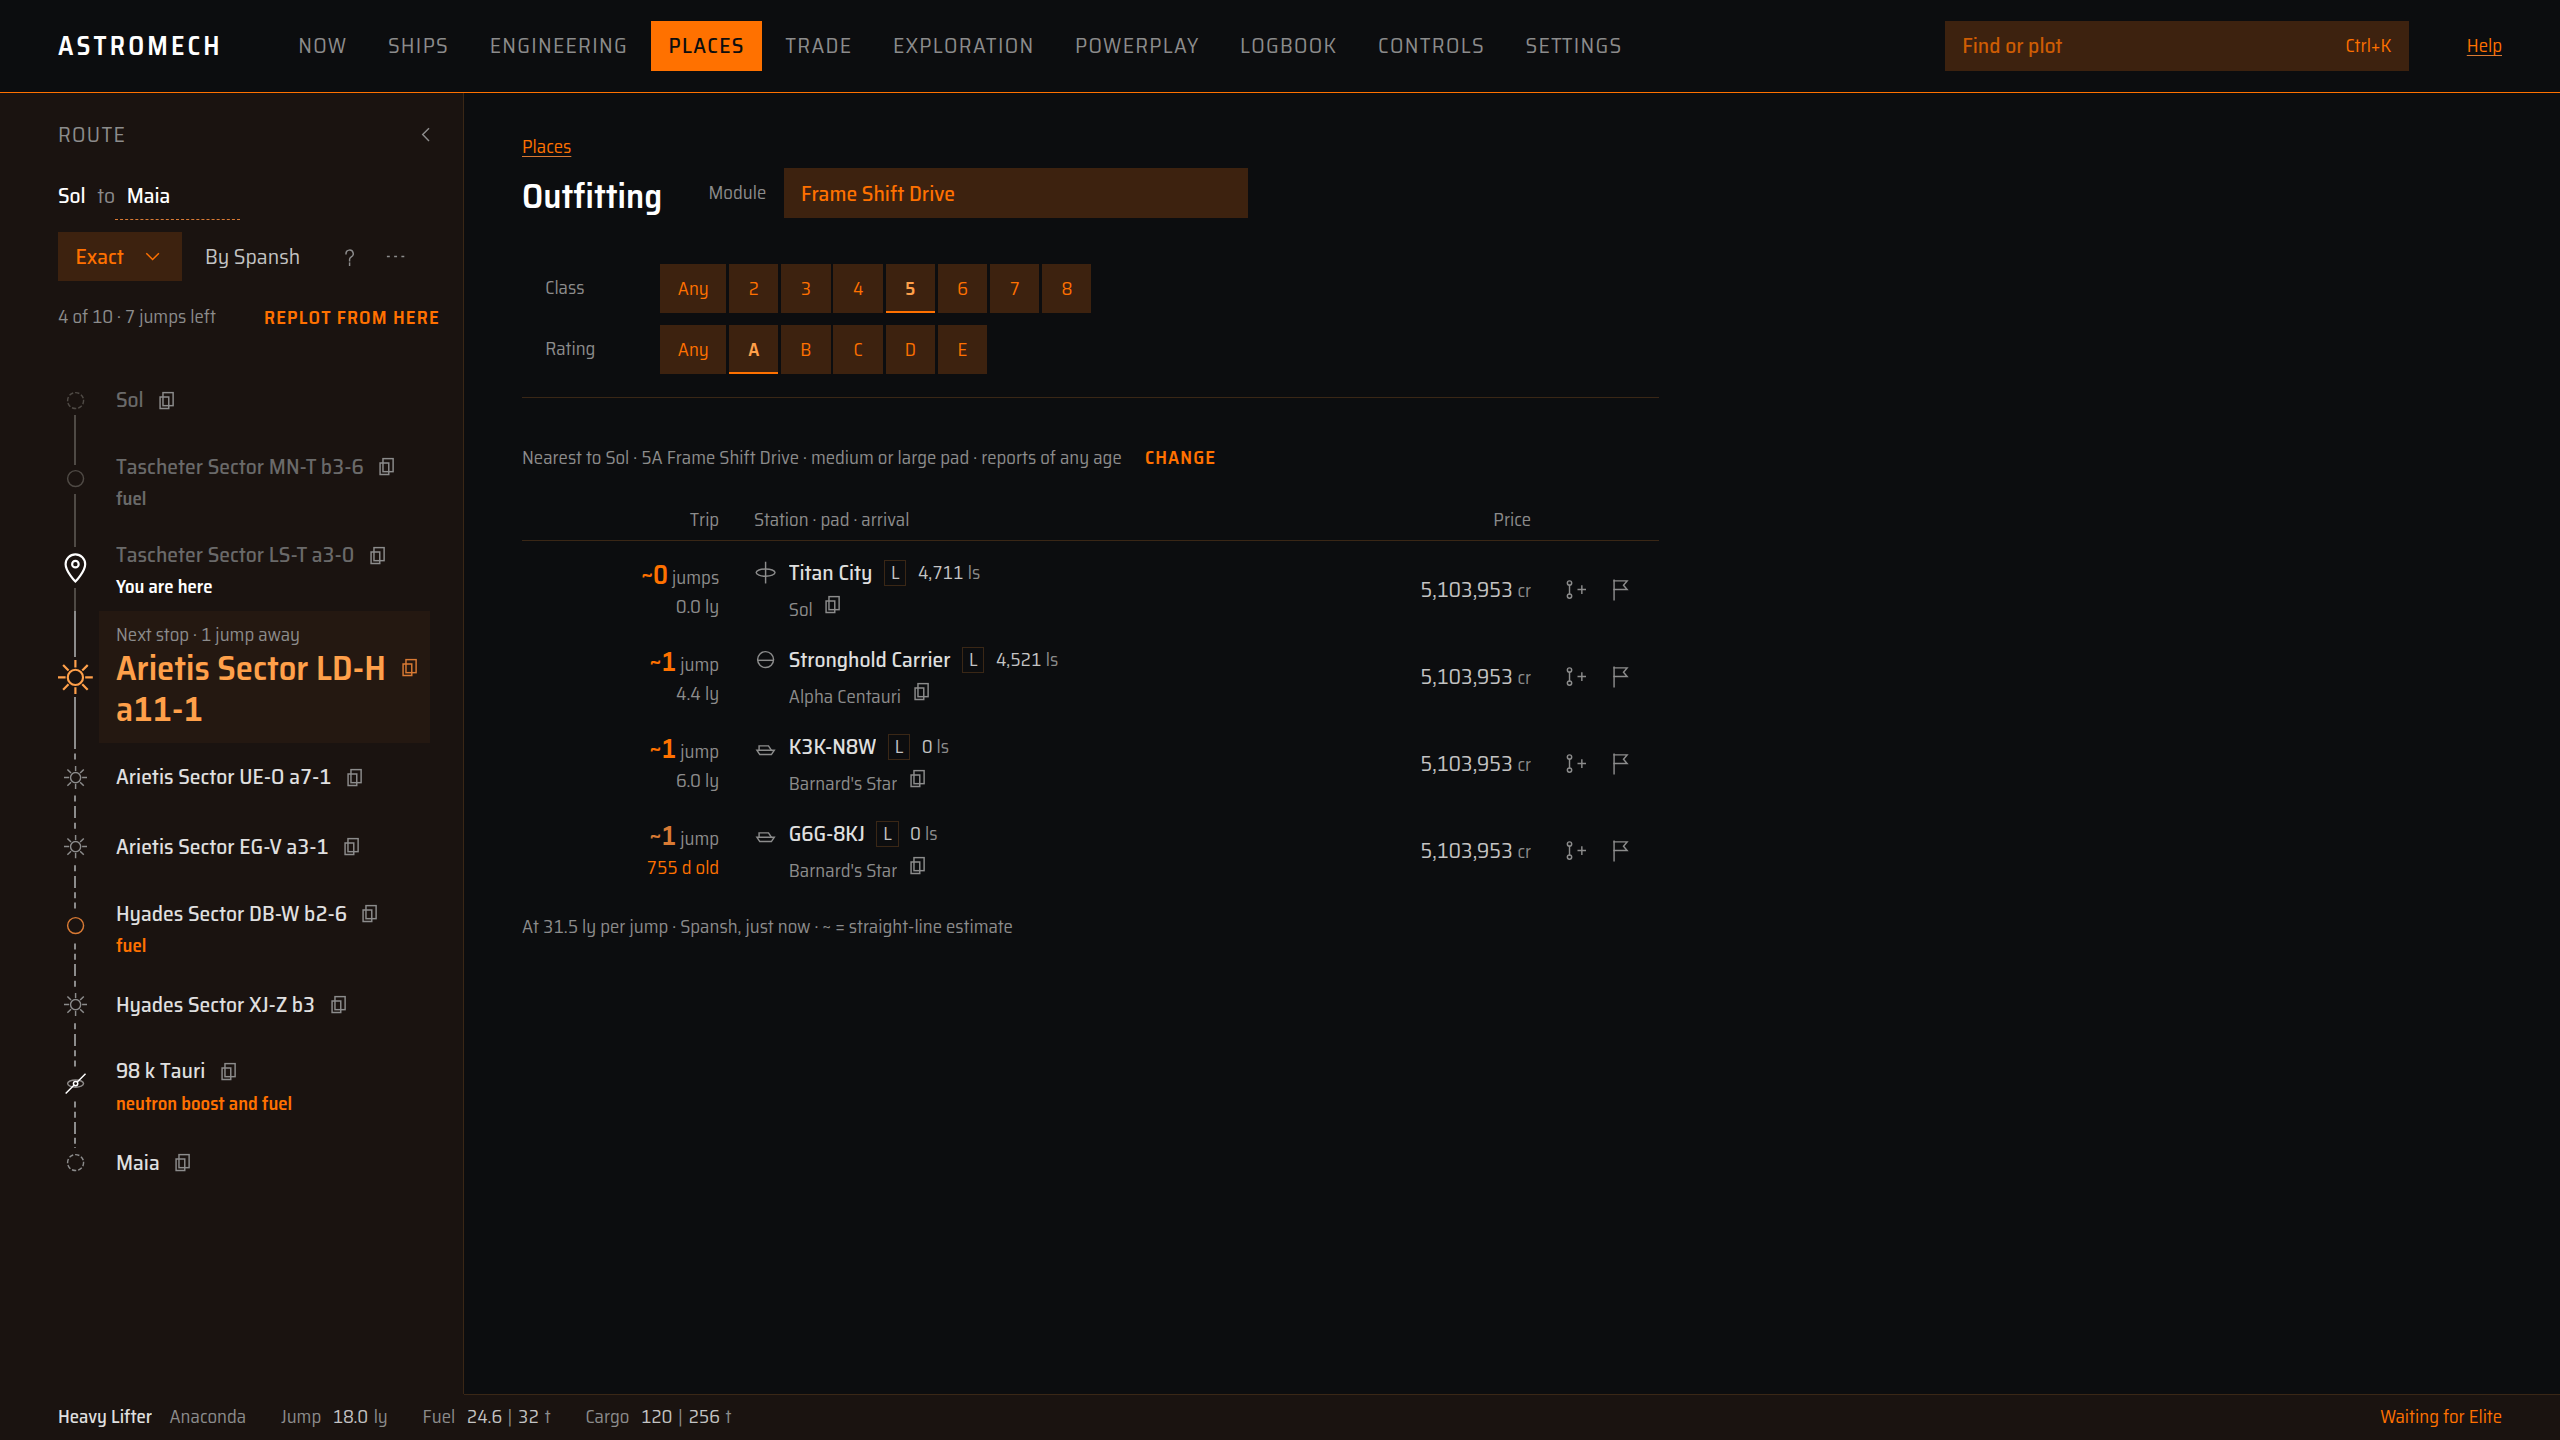 ASTROMECH NOW SHIPS ENGINEERING PLACES TRADE EXPLORATION POWERPLAY LOGBOOK CONTROLS SETTINGS Find or plot Ctrl+K Help
ROUTE
Sol to Maia
Exact By Spansh ? ---
4 of 10 · 7 jumps left REPLOT FROM HERE
Sol
Tascheter Sector MN-T b3-6
fuel
Tascheter Sector LS-T a3-0
You are here
Next stop · 1 jump away
Arietis Sector LD-H
a11-1
Arietis Sector UE-O a7-1
Arietis Sector EG-V a3-1
Hyades Sector DB-W b2-6
fuel
Hyades Sector XJ-Z b3
98 k Tauri
neutron boost and fuel
Maia
Places
Outfitting Module Frame Shift Drive
Class Any 2 3 4 5 6 7 8
Rating Any A B C D E
Nearest to Sol · 5A Frame Shift Drive · medium or large pad · reports of any age CHANGE
Trip Station · pad · arrival Price
~0 jumps Titan City L 4,711 ls 5,103,953 cr
0.0 ly Sol
~1 jump Stronghold Carrier L 4,521 ls 5,103,953 cr
4.4 ly Alpha Centauri
~1 jump K3K-N8W L 0 ls 5,103,953 cr
6.0 ly Barnard's Star
~1 jump G6G-8KJ L 0 ls 5,103,953 cr
755 d old Barnard's Star
At 31.5 ly per jump · Spansh, just now · ~ = straight-line estimate
Heavy Lifter Anaconda Jump 18.0 ly Fuel 24.6 | 32 t Cargo 120 | 256 t Waiting for Elite